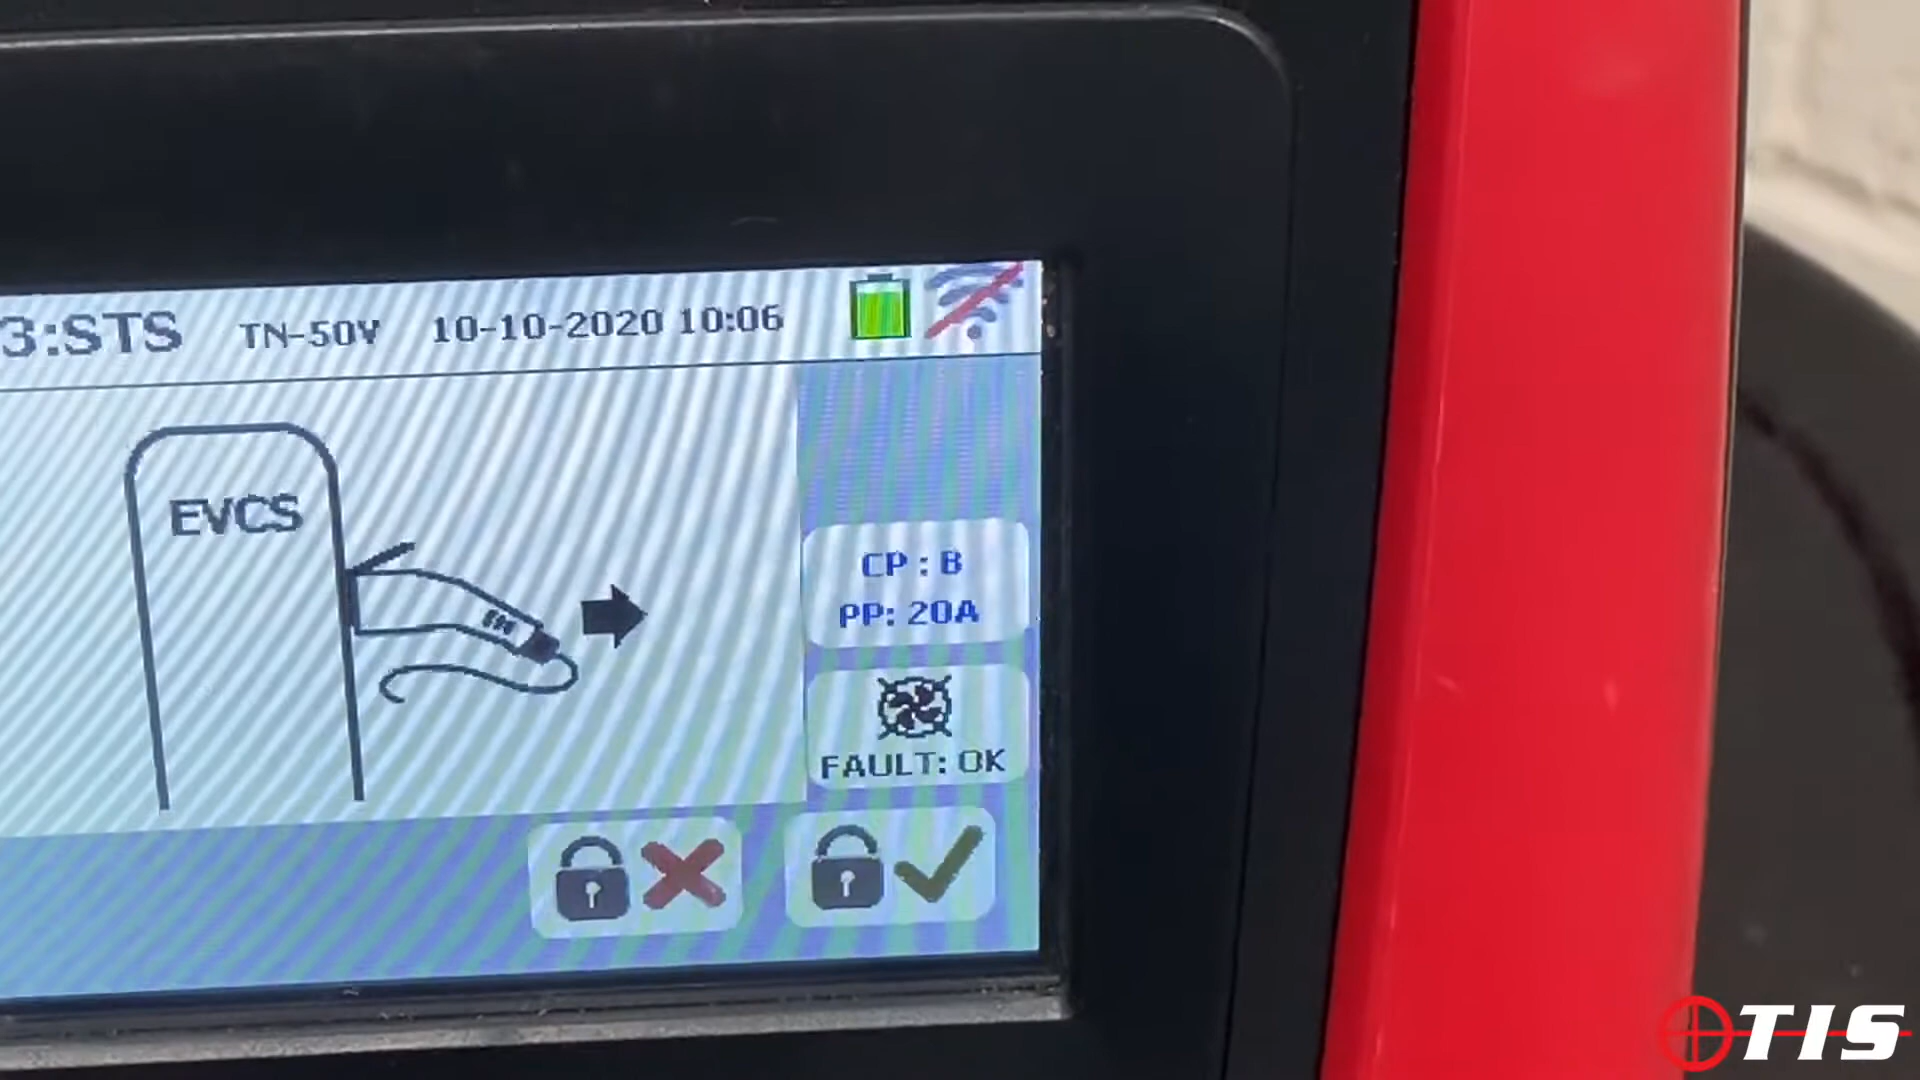 3:STS TN-50V 10-10-2020 10:06
EVCS
CP : B
PP: 20A
FAULT: OK
TIS